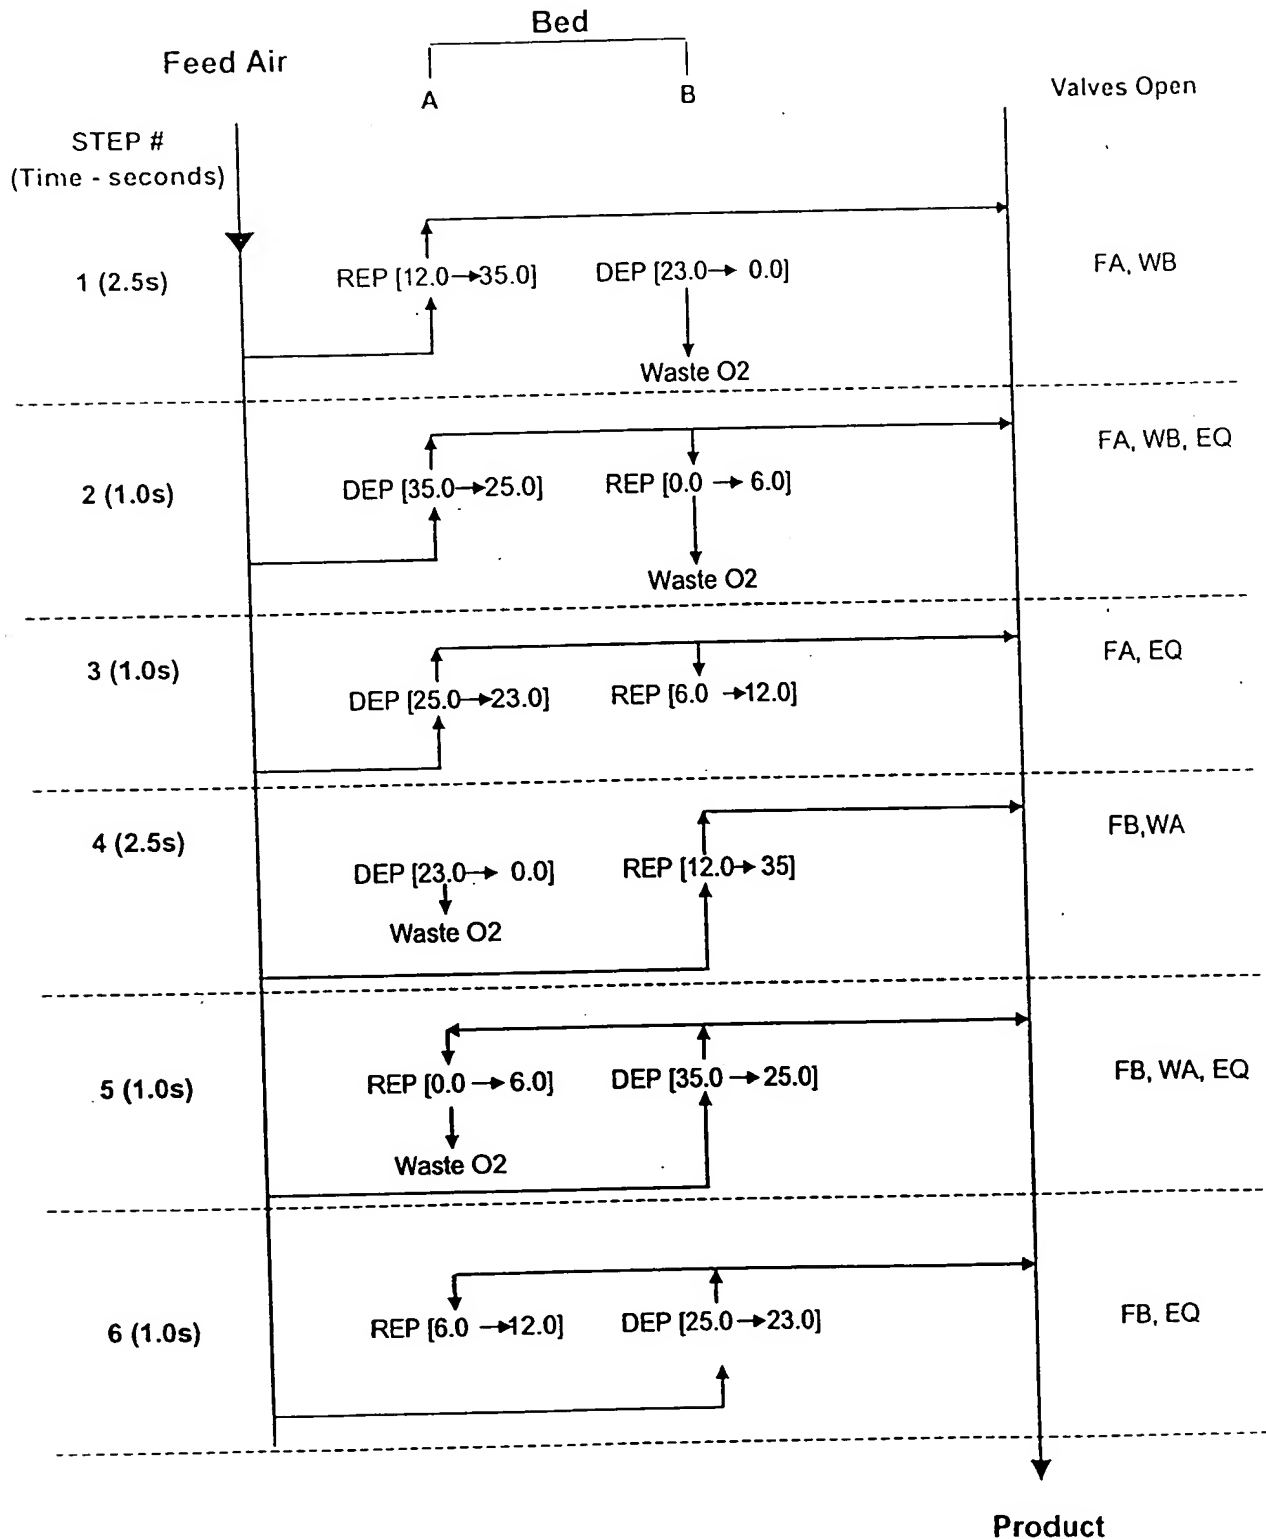 Bed
Feed Air
A B
Valves Open
STEP #
(Time - seconds)
1 (2.5s) REP [12.0→35.0] DEP [23.0→ 0.0] FA, WB
Waste O2
2 (1.0s) DEP [35.0→25.0] REP [0.0 → 6.0] FA, WB, EQ
Waste O2
3 (1.0s) DEP [25.0→23.0] REP [6.0 →12.0] FA, EQ
4 (2.5s) DEP [23.0→ 0.0] REP [12.0→ 35] FB,WA
Waste O2
5 (1.0s) REP [0.0 → 6.0] DEP [35.0 → 25.0] FB, WA, EQ
Waste O2
6 (1.0s) REP [6.0 →12.0] DEP [25.0→23.0] FB, EQ
Product